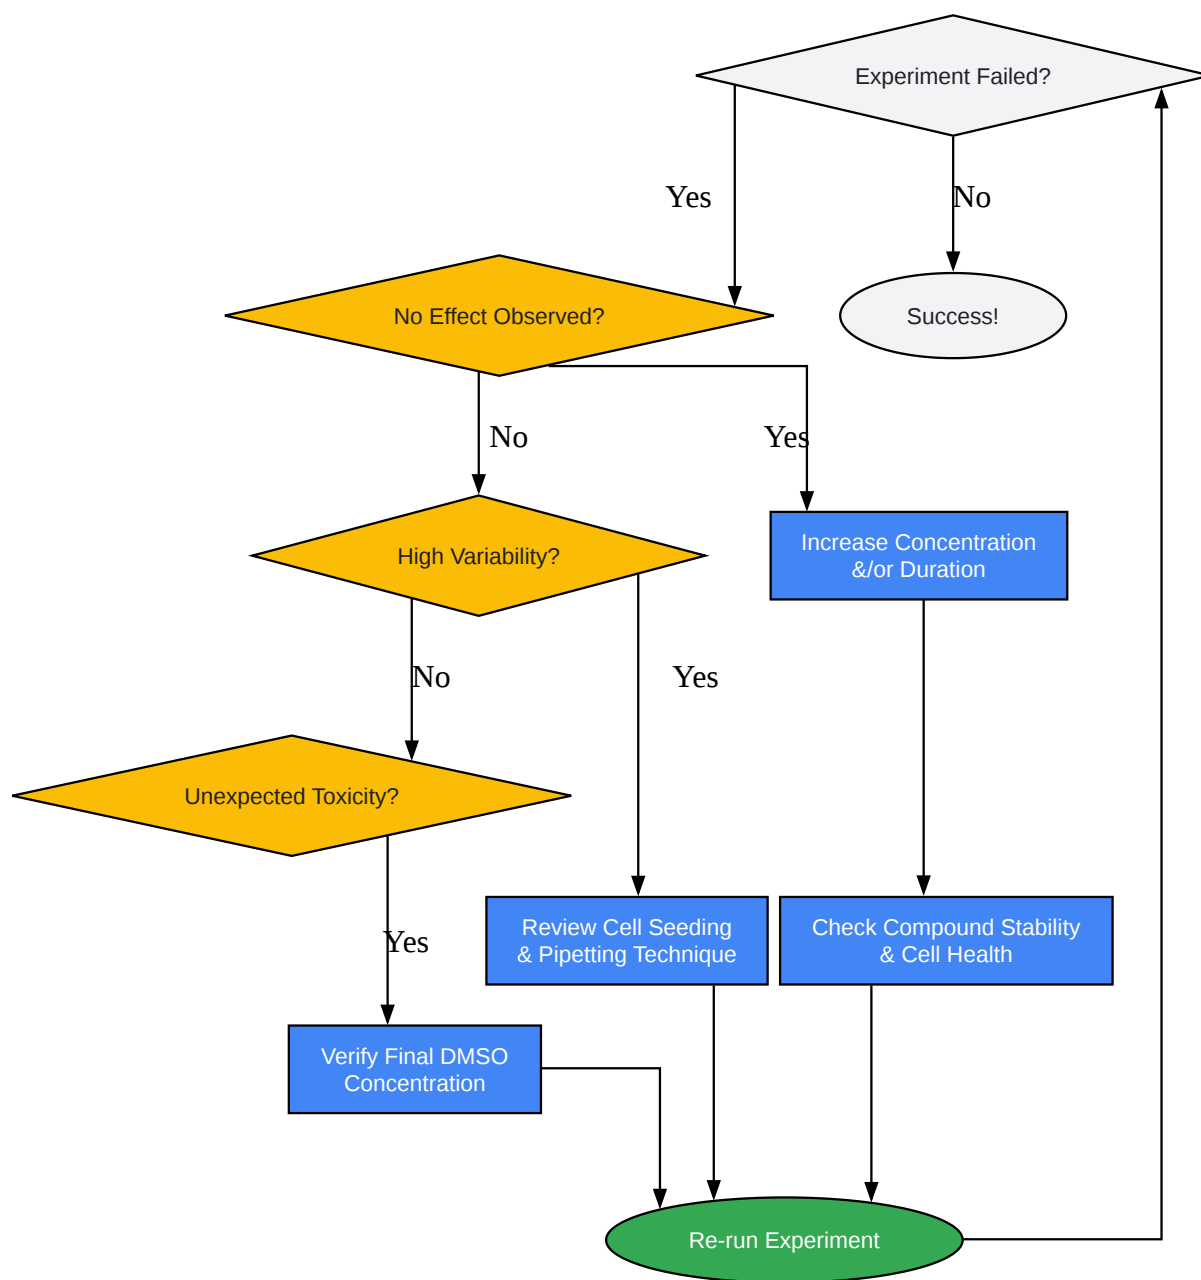 Experiment Failed?
Yes
No
No Effect Observed?
Success!
No
Yes
High Variability?
Increase Concentration
&/or Duration
No
Yes
Unexpected Toxicity?
Yes
Review Cell Seeding
& Pipetting Technique
Check Compound Stability
& Cell Health
Verify Final DMSO
Concentration
Re-run Experiment